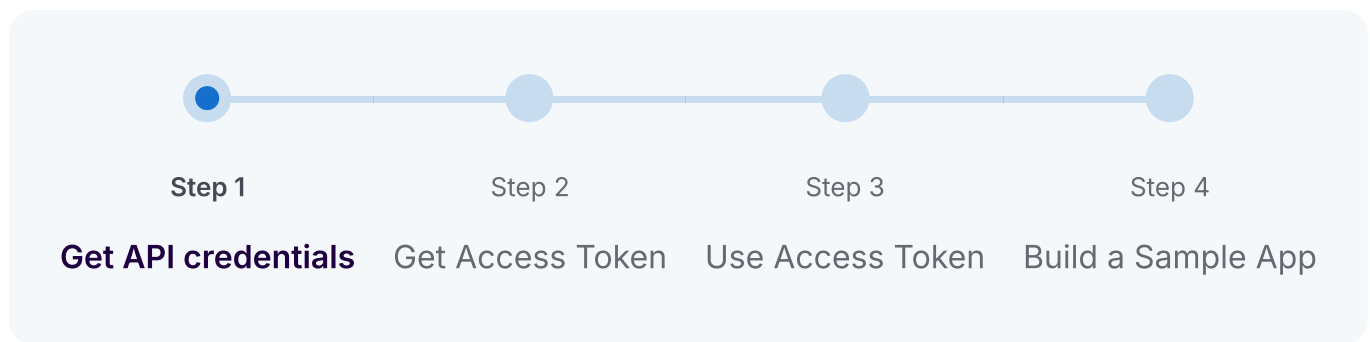 Step 1
Step 2
Step 3
Step 4
Get API credentials
Get Access Token
Use Access Token
Build a Sample App